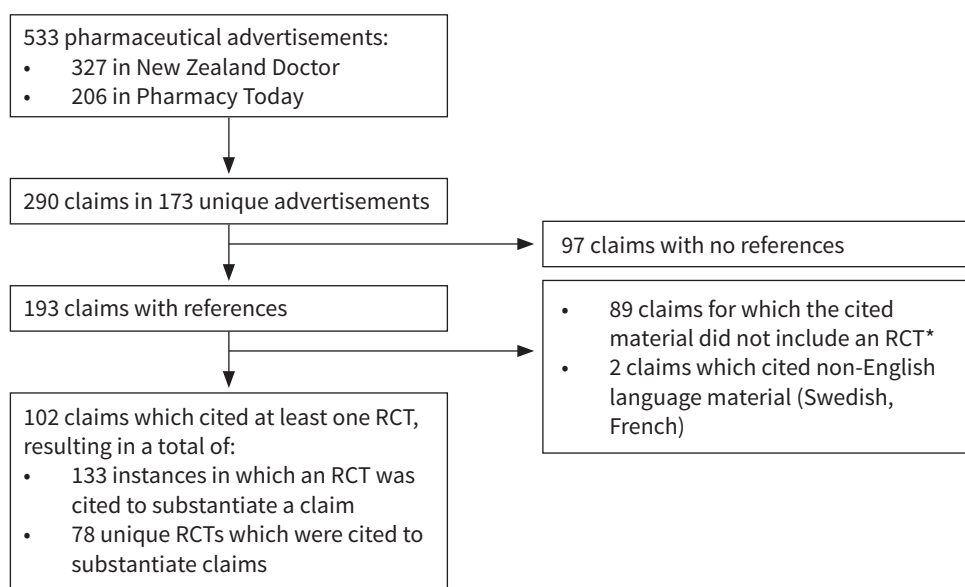 533 pharmaceutical advertisements:
• 327 in New Zealand Doctor
• 206 in Pharmacy Today
290 claims in 173 unique advertisements
97 claims with no references
193 claims with references
• 89 claims for which the cited
material did not include an RCT*
• 2 claims which cited non-English
language material (Swedish,
French)
102 claims which cited at least one RCT,
resulting in a total of:
• 133 instances in which an RCT was
cited to substantiate a claim
• 78 unique RCTs which were cited to
substantiate claims